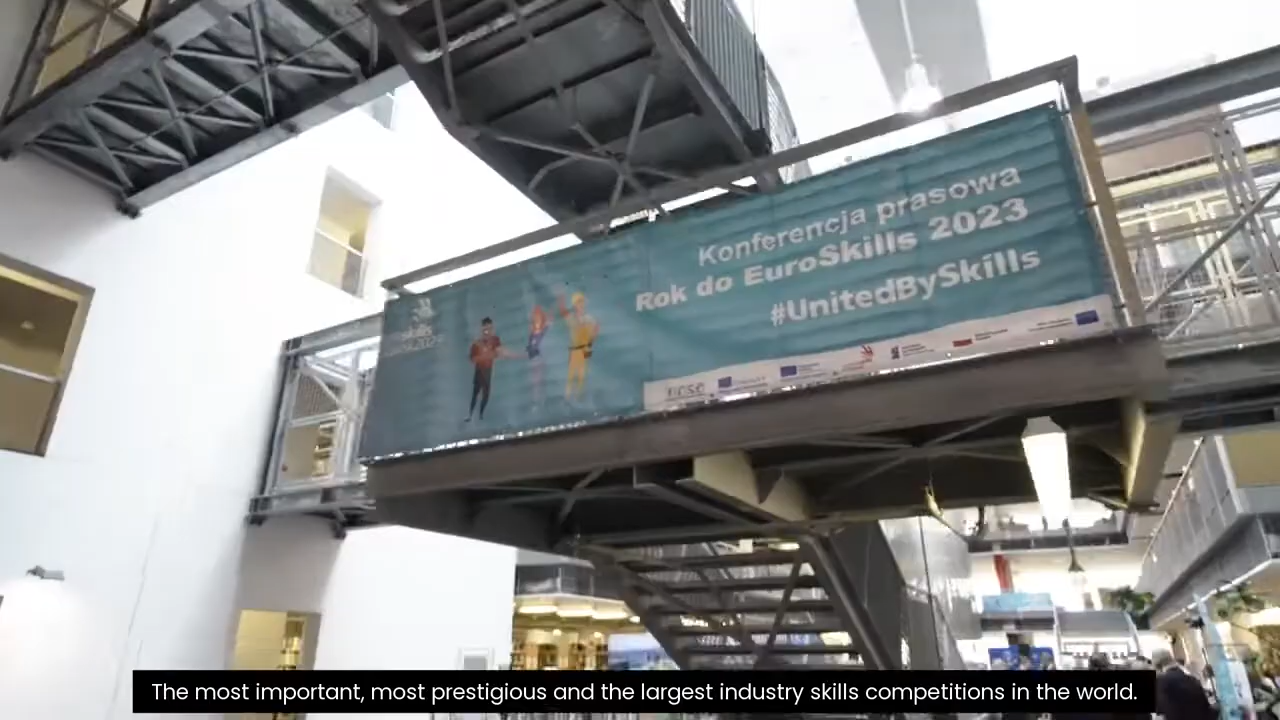 Konferencja prasowa
Rok do EuroSkills 2023
#UnitedBySkills
The most important, most prestigious and the largest industry skills competitions in the world.